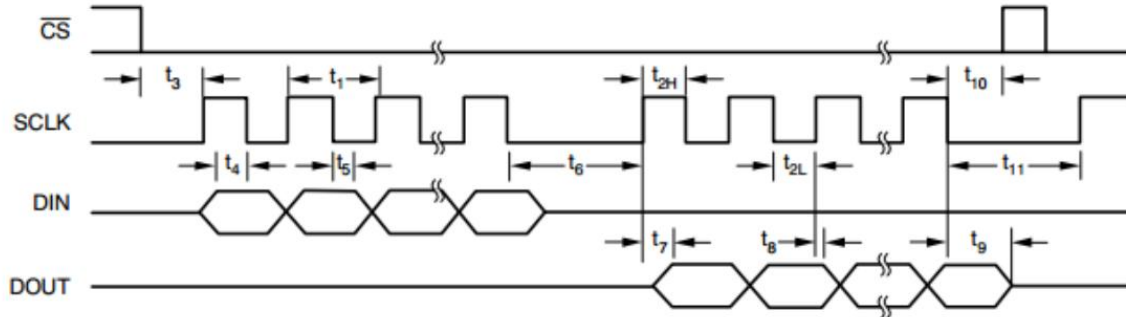 CS
t3 t1 t2H t10
SCLK
t4 t5 t6 t2L t11
DIN
t7 t8 t9
DOUT